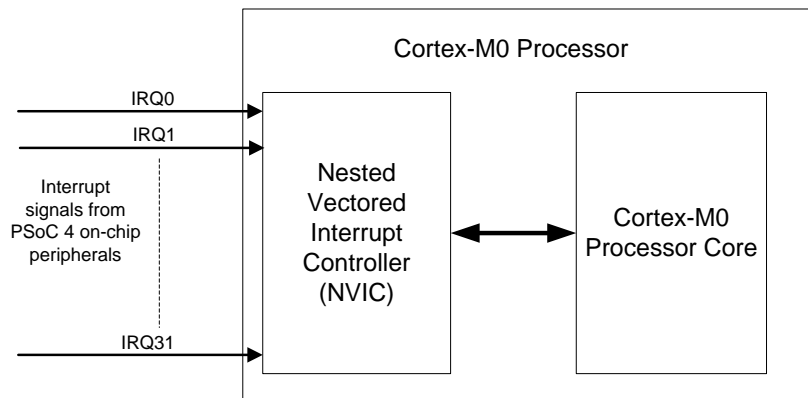 Cortex-M0 Processor
IRQ0
IRQ1
Interrupt
signals from
PSoC 4 on-chip
peripherals
IRQ31
Nested
Vectored
Interrupt
Controller
(NVIC)
Cortex-M0
Processor Core